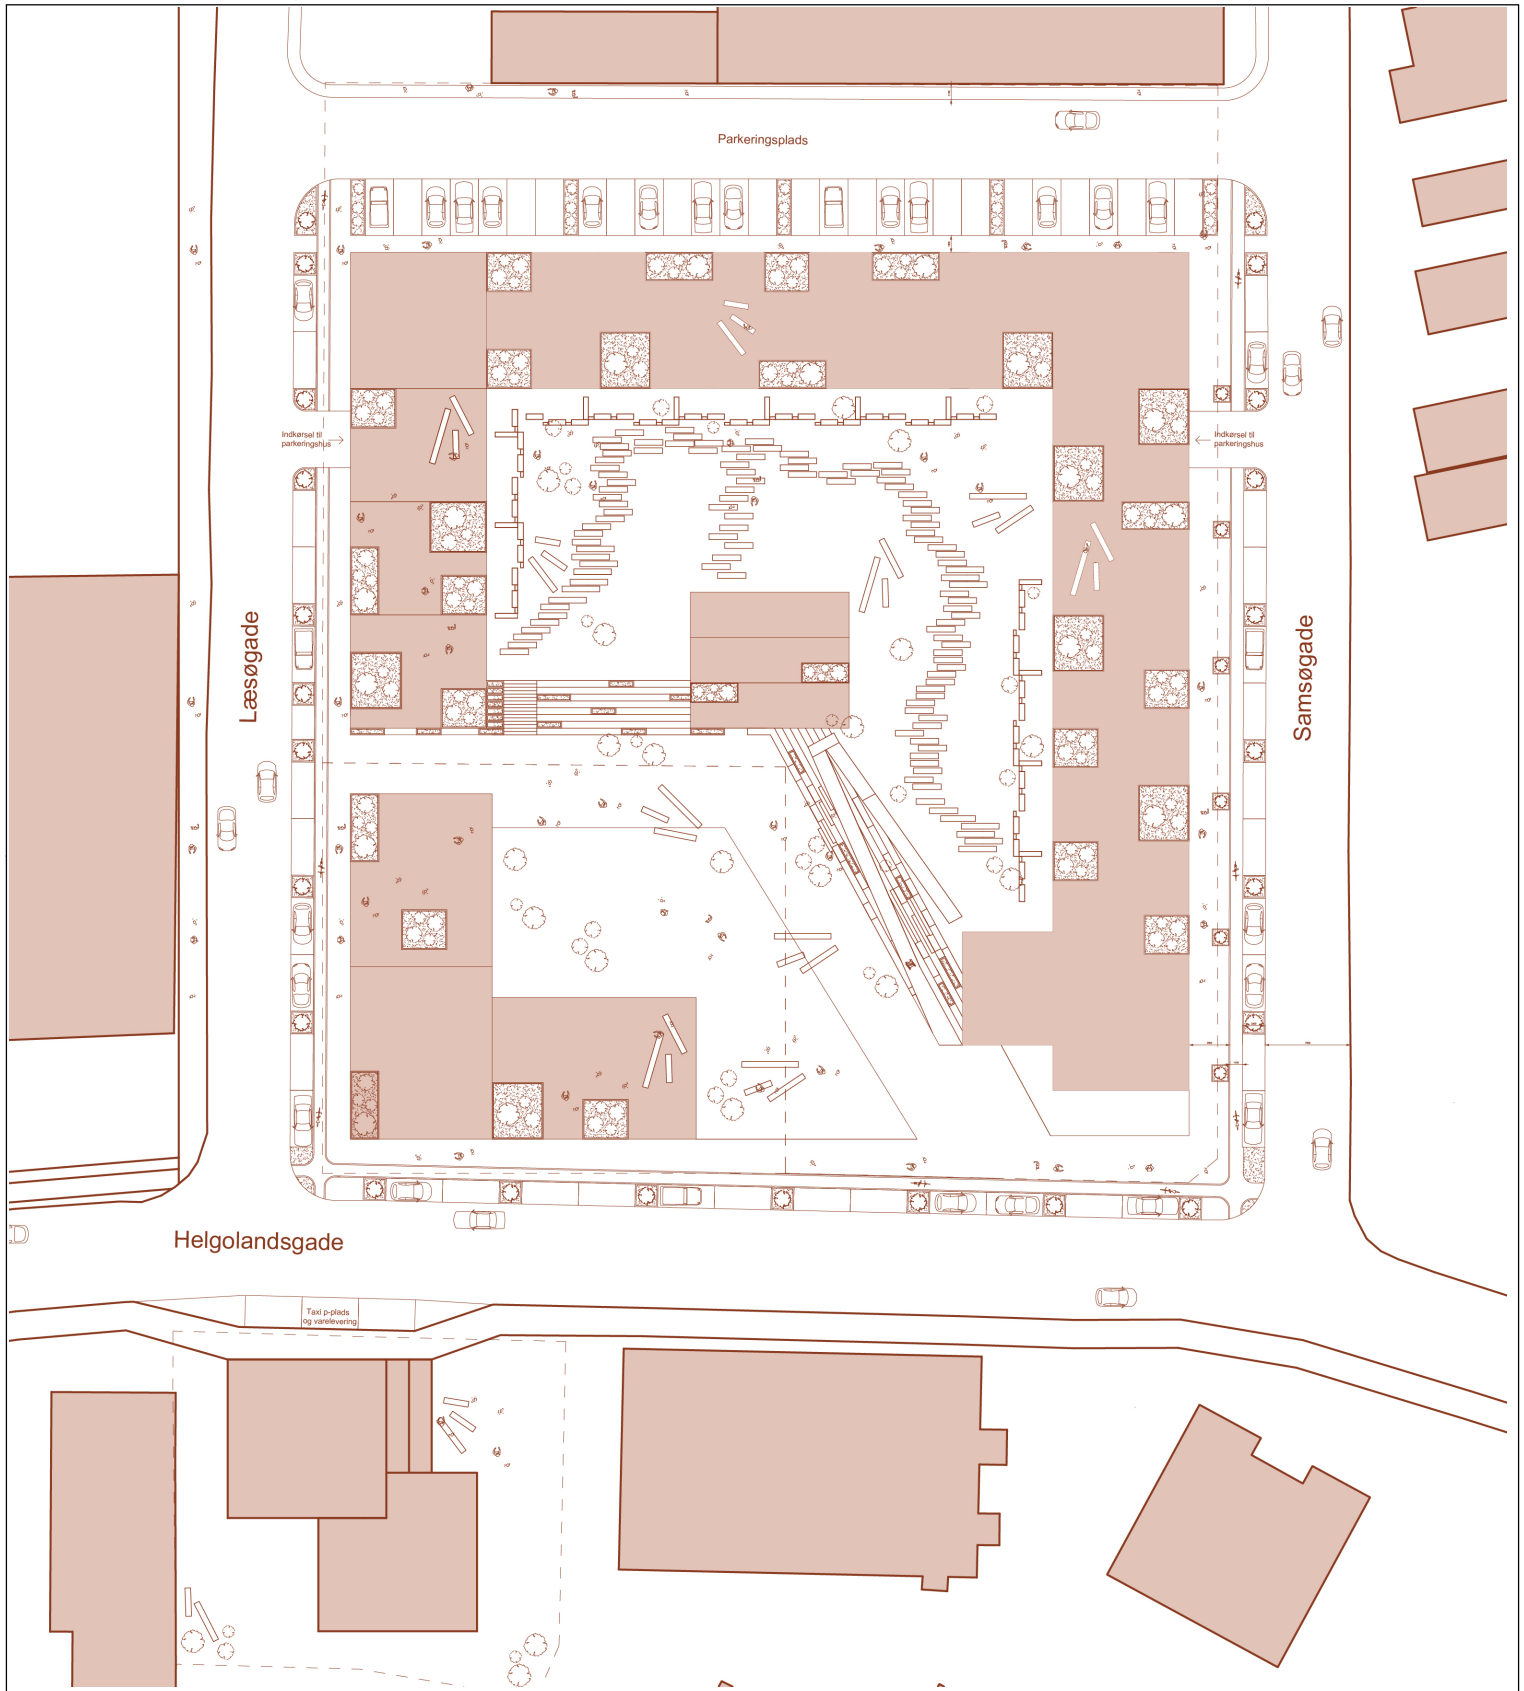 Parkeringsplads
Indkørsel til
parkeringshus
Indkørsel til
parkeringshus
Læsøgade
Samsøgade
Helgolandsgade
Taxi p-plads
og varelevering